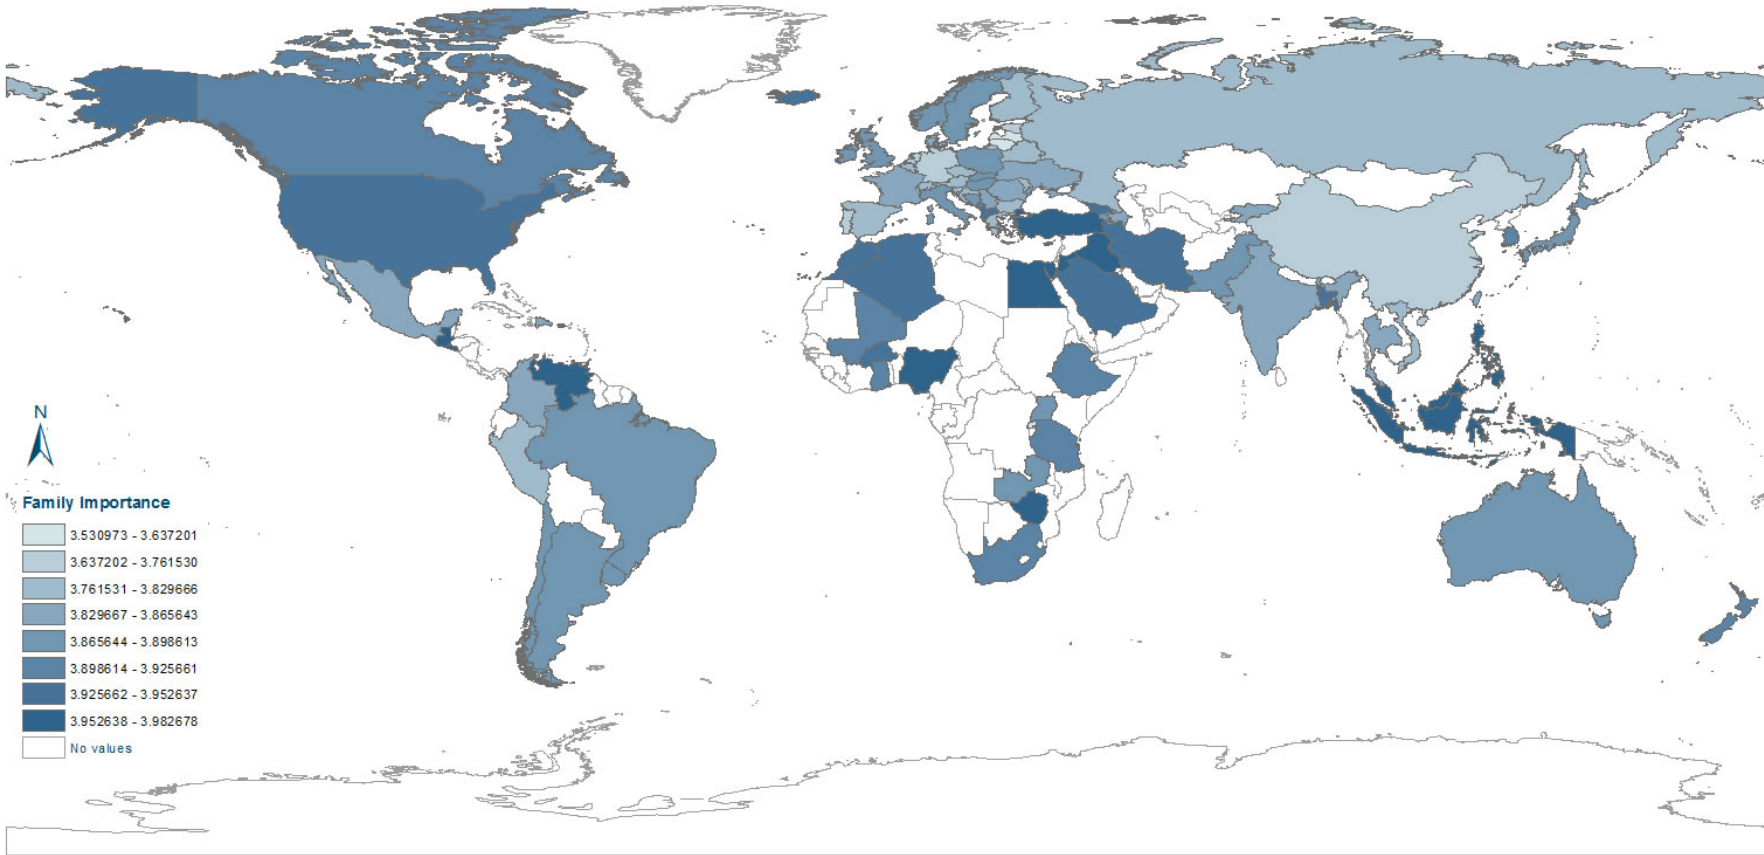 N
Family Importance
3.530973 - 3.637201
3.637202 - 3.761530
3.761531 - 3.829666
3.829667 - 3.865643
3.865644 - 3.898613
3.898614 - 3.925661
3.925662 - 3.952637
3.952638 - 3.982678
No values